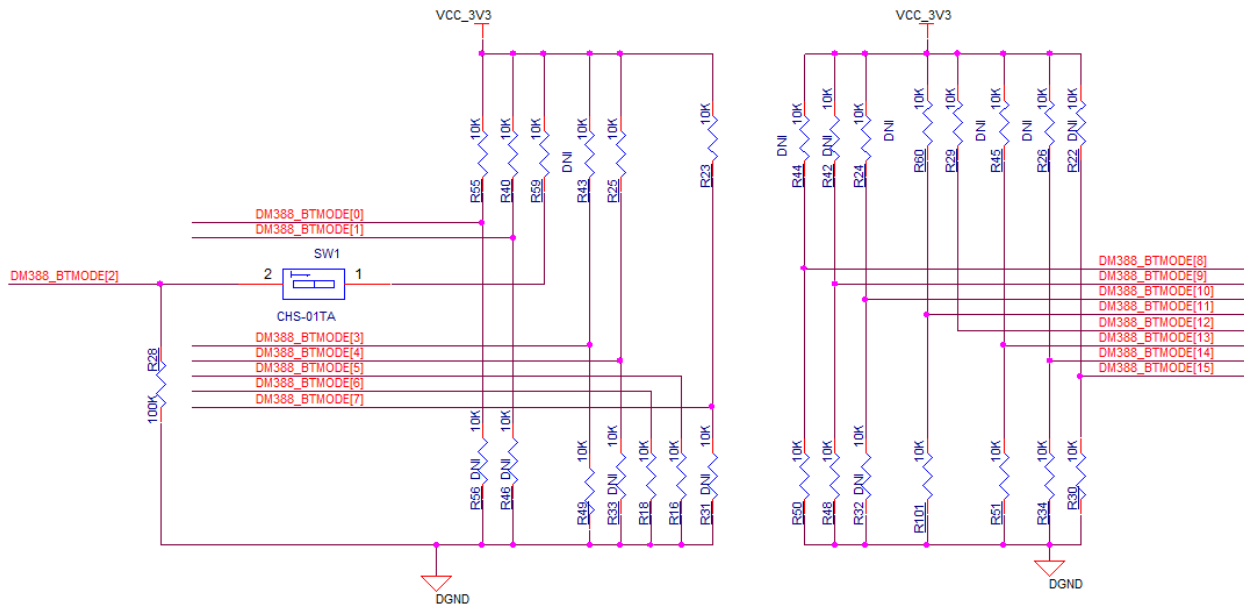 VCC_3V3
VCC_3V3
10K
R55
10K
R40
10K
R59
DNI
10K
R43
10K
R25
10K
R23
DNI
10K
R44
10K
DNI
R42
10K
R24
DNI
10K
R60
10K
R29
DNI
10K
R45
DNI
10K
R26
10K
DNI
R22
DM388_BTMODE[0]
DM388_BTMODE[1]
SW1
DM388_BTMODE[2]
2
1
CHS-01TA
DM388_BTMODE[8]
DM388_BTMODE[9]
DM388_BTMODE[10]
DM388_BTMODE[11]
DM388_BTMODE[12]
DM388_BTMODE[13]
DM388_BTMODE[14]
DM388_BTMODE[15]
DM388_BTMODE[3]
DM388_BTMODE[4]
DM388_BTMODE[5]
DM388_BTMODE[6]
DM388_BTMODE[7]
R28
100K
10K
R56 DNI
10K
R46 DNI
10K
R49
10K
R33 DNI
10K
R18
10K
R16
10K
R31 DNI
10K
R50
10K
R48
10K
R32 DNI
10K
R101
10K
R51
10K
R34
10K
R30
DGND
DGND